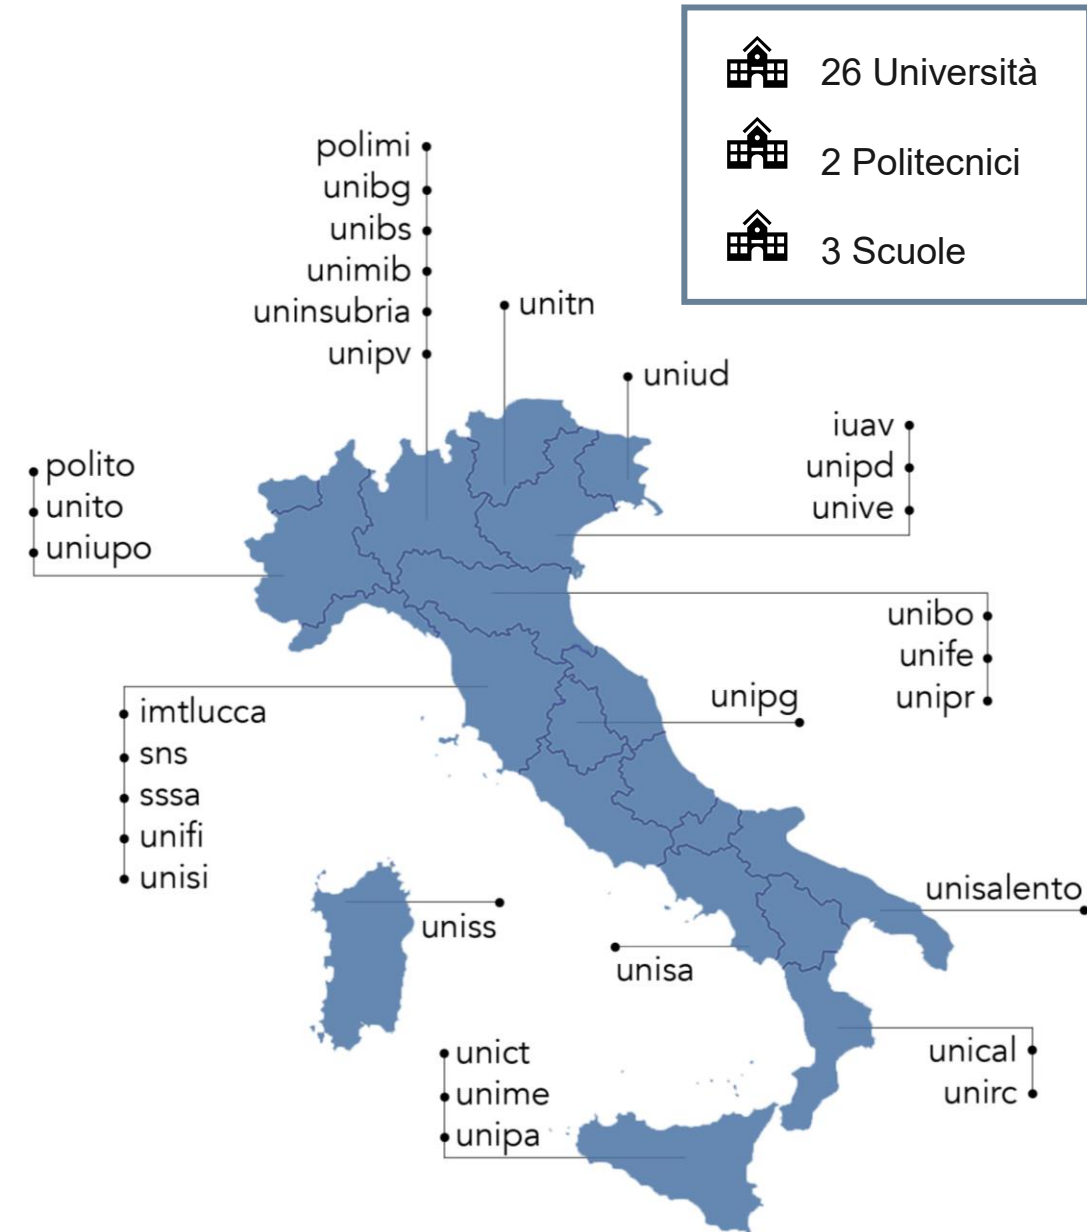 26 Università
2 Politecnici
3 Scuole
polimi
unibg
unibs
unimib
uninsubria
unipv
unitn
uniud
iuav
unipd
unive
polito
unito
uniupo
unibo
unife
unipr
unipg
imtlucca
sns
sssa
unifi
unisi
uniss
unisalento
unisa
unical
unirc
unict
unime
unipa